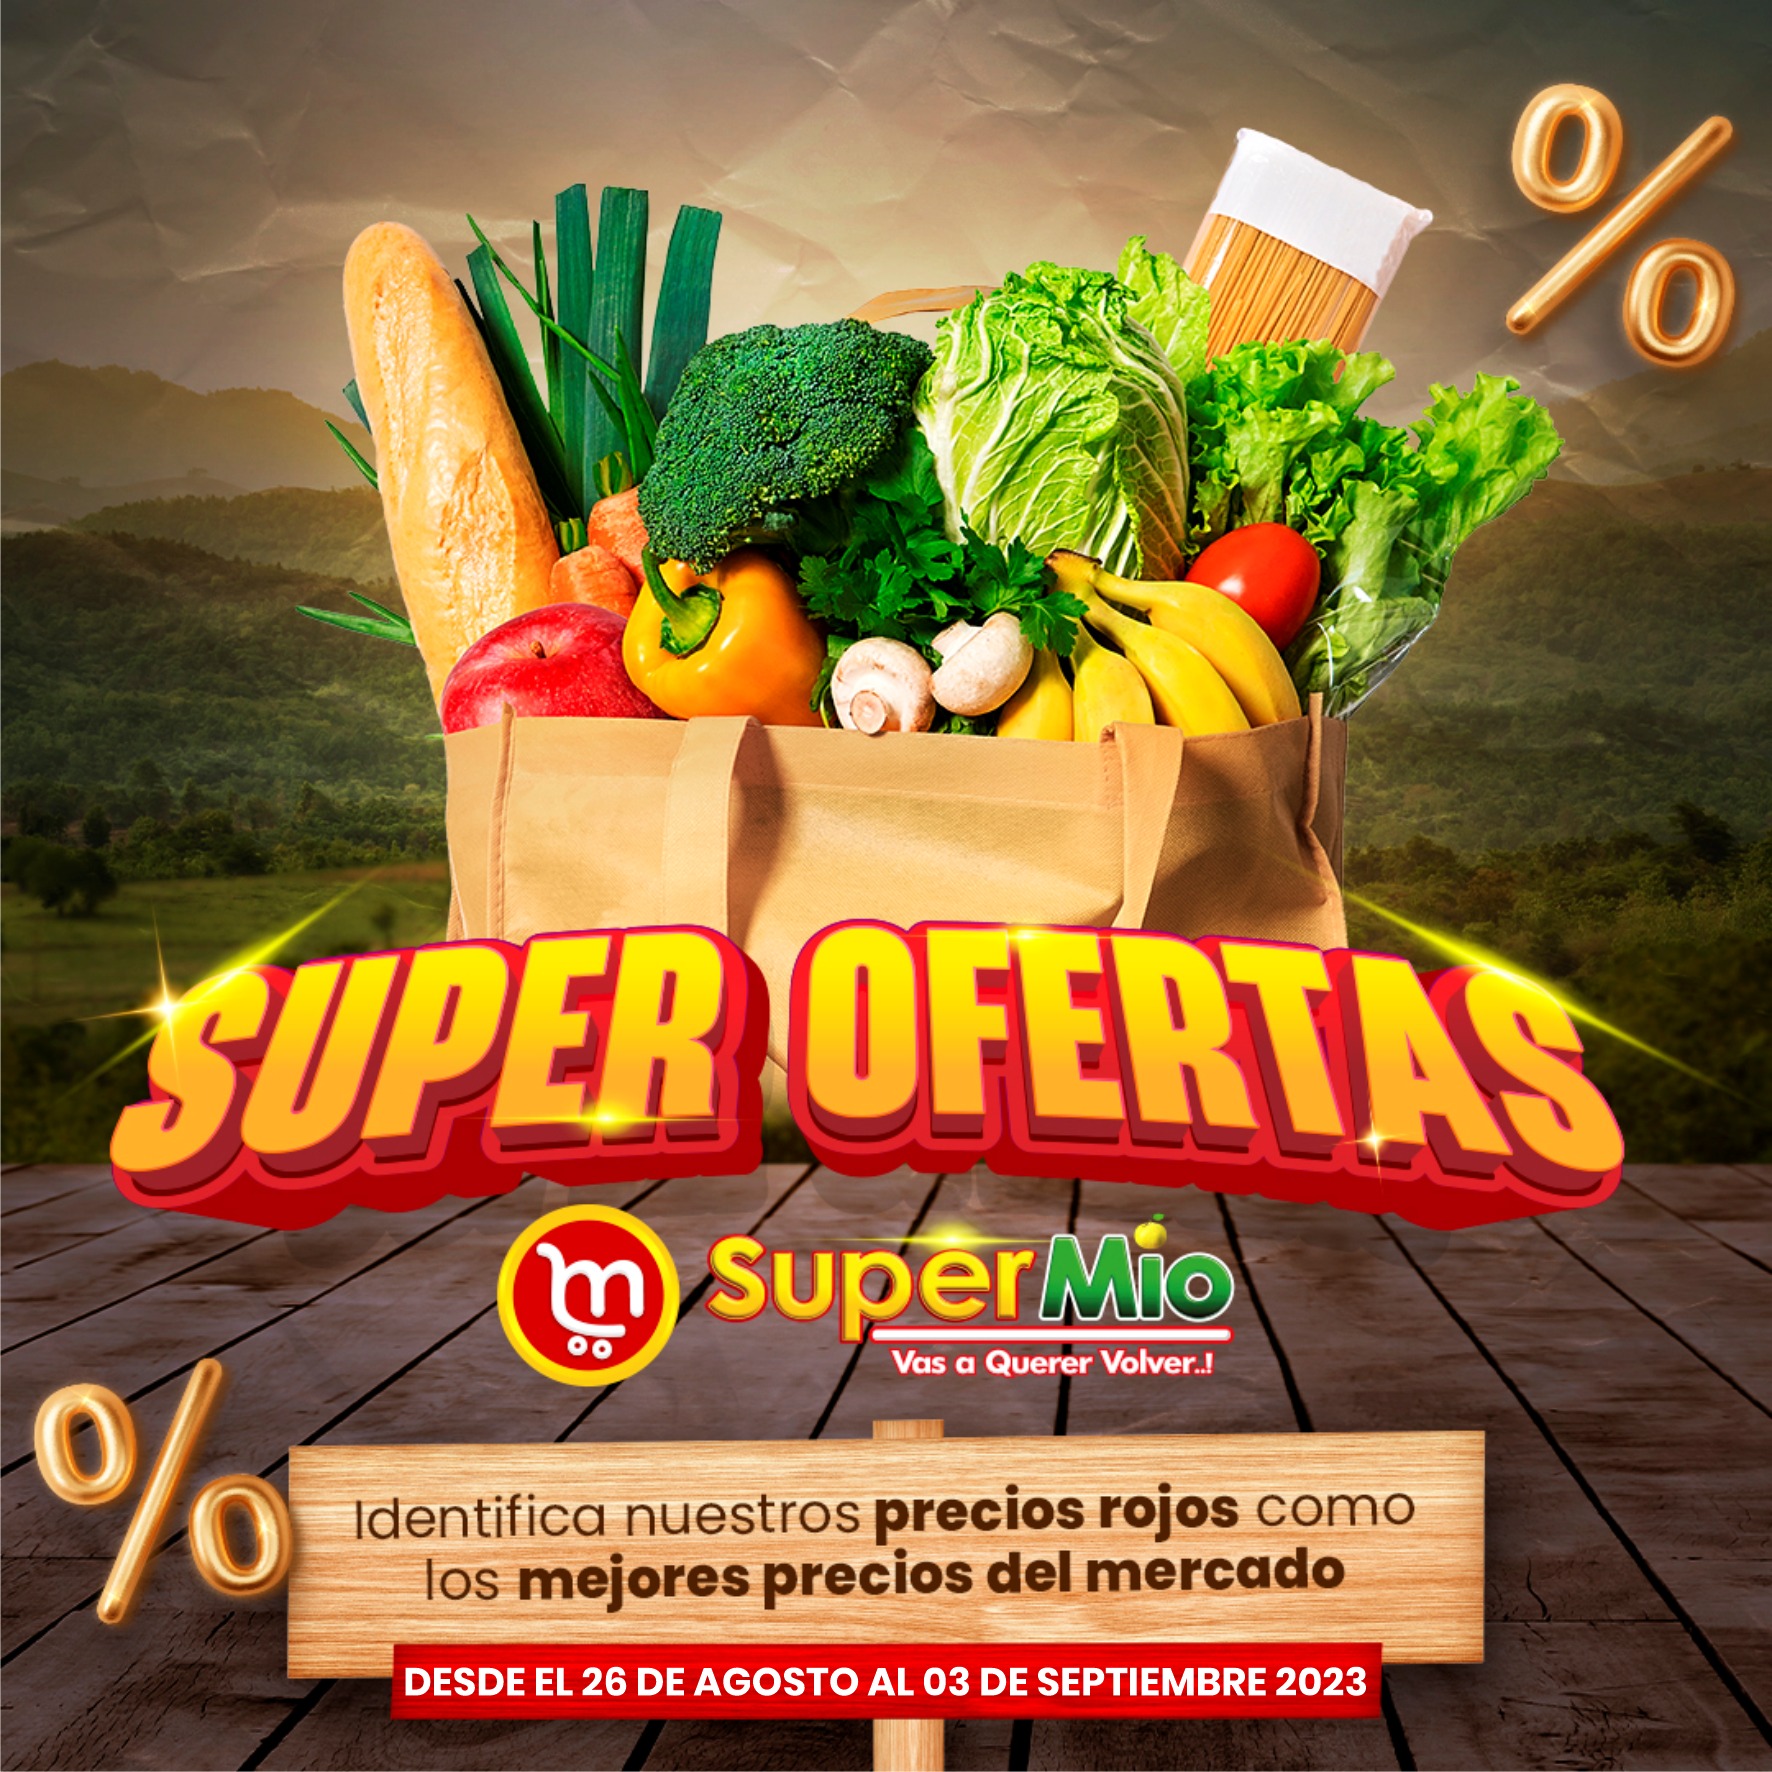 %
SUPER OFERTAS
m
SuperMio
Vas a Querer Volver..!
%
Identifica nuestros precios rojos como
los mejores precios del mercado
DESDE EL 26 DE AGOSTO AL 03 DE SEPTIEMBRE 2023